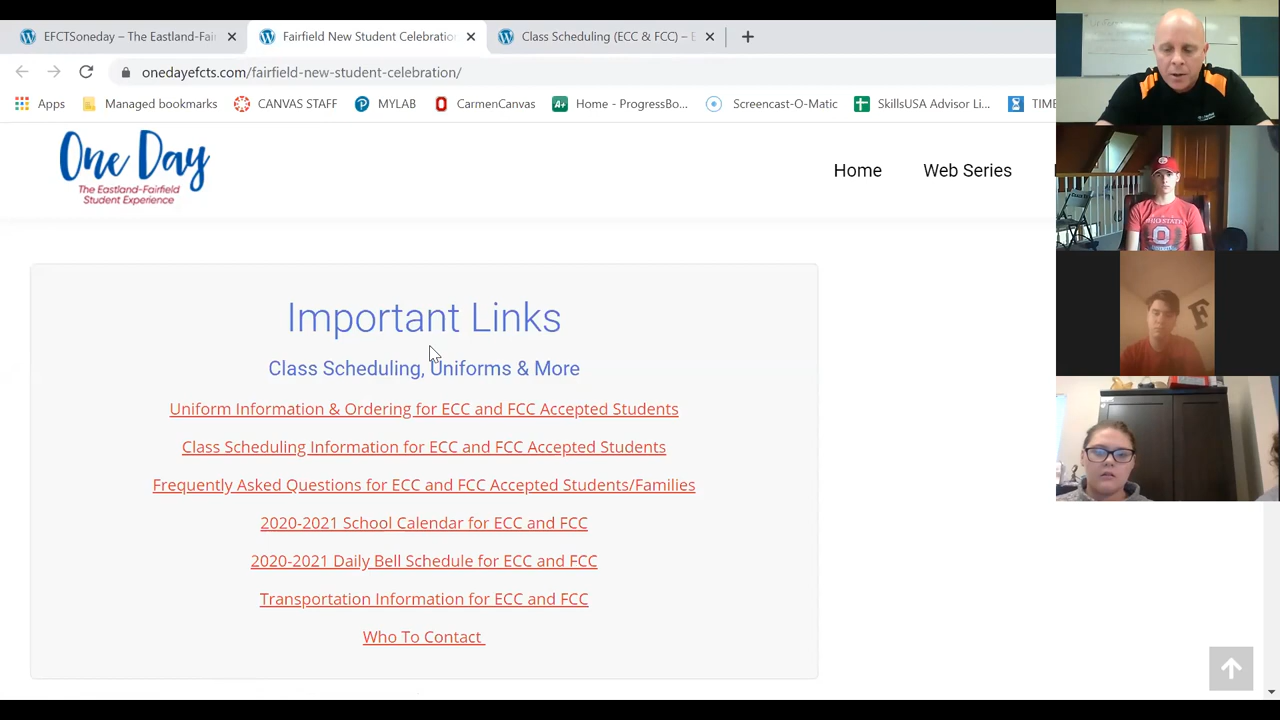 EFCTSoneday – The Eastland-Fair
Fairfield New Student Celebration
Class Scheduling (ECC & FCC) – E
onedayefcts.com/fairfield-new-student-celebration/
Apps
Managed bookmarks
CANVAS STAFF
MYLAB
CarmenCanvas
Home - ProgressBo...
Screencast-O-Matic
SkillsUSA Advisor Li...
TIME
One Day
The Eastland-Fairfield
Student Experience
Home
Web Series
Important Links
Class Scheduling, Uniforms & More
Uniform Information & Ordering for ECC and FCC Accepted Students
Class Scheduling Information for ECC and FCC Accepted Students
Frequently Asked Questions for ECC and FCC Accepted Students/Families
2020-2021 School Calendar for ECC and FCC
2020-2021 Daily Bell Schedule for ECC and FCC
Transportation Information for ECC and FCC
Who To Contact
OHIO STATE
F